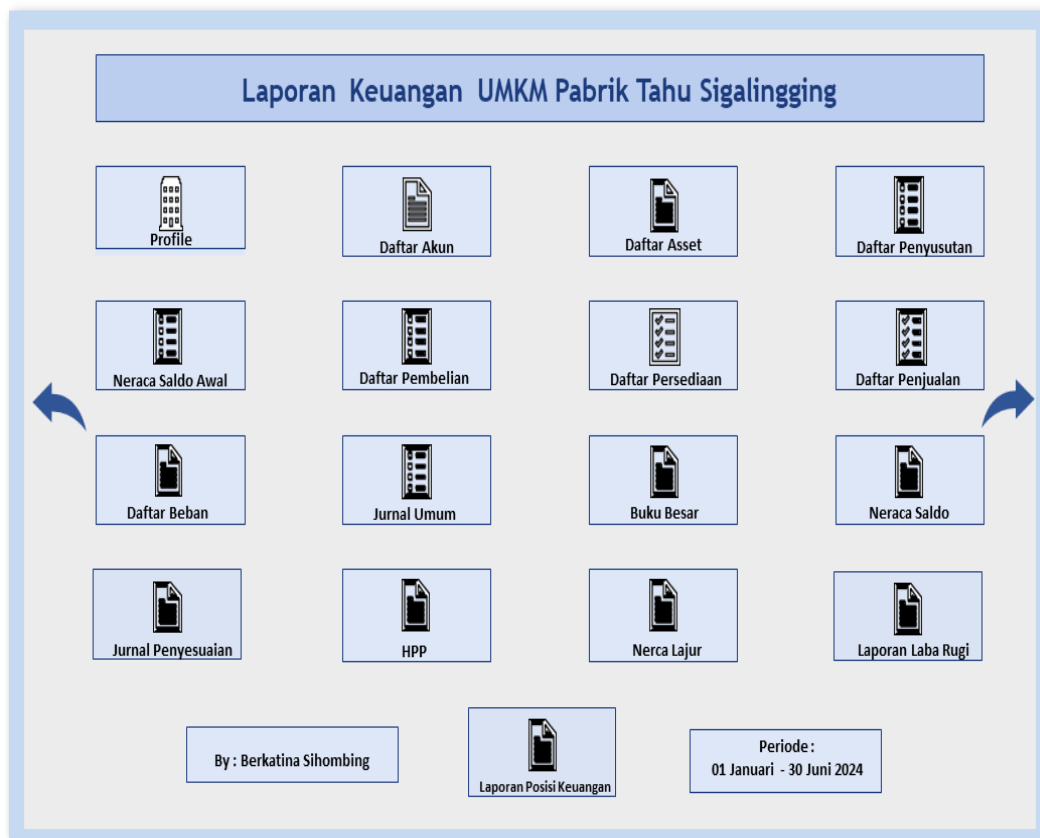 Laporan Keuangan UMKM Pabrik Tahu Sigalingging
Profile
Daftar Akun
Daftar Asset
Daftar Penyusutan
Neraca Saldo Awal
Daftar Pembelian
Daftar Persediaan
Daftar Penjualan
Daftar Beban
Jurnal Umum
Buku Besar
Neraca Saldo
Jurnal Penyesuaian
HPP
Nerca Lajur
Laporan Laba Rugi
By : Berkatina Sihombing
Laporan Posisi Keuangan
Periode :
01 Januari - 30 Juni 2024